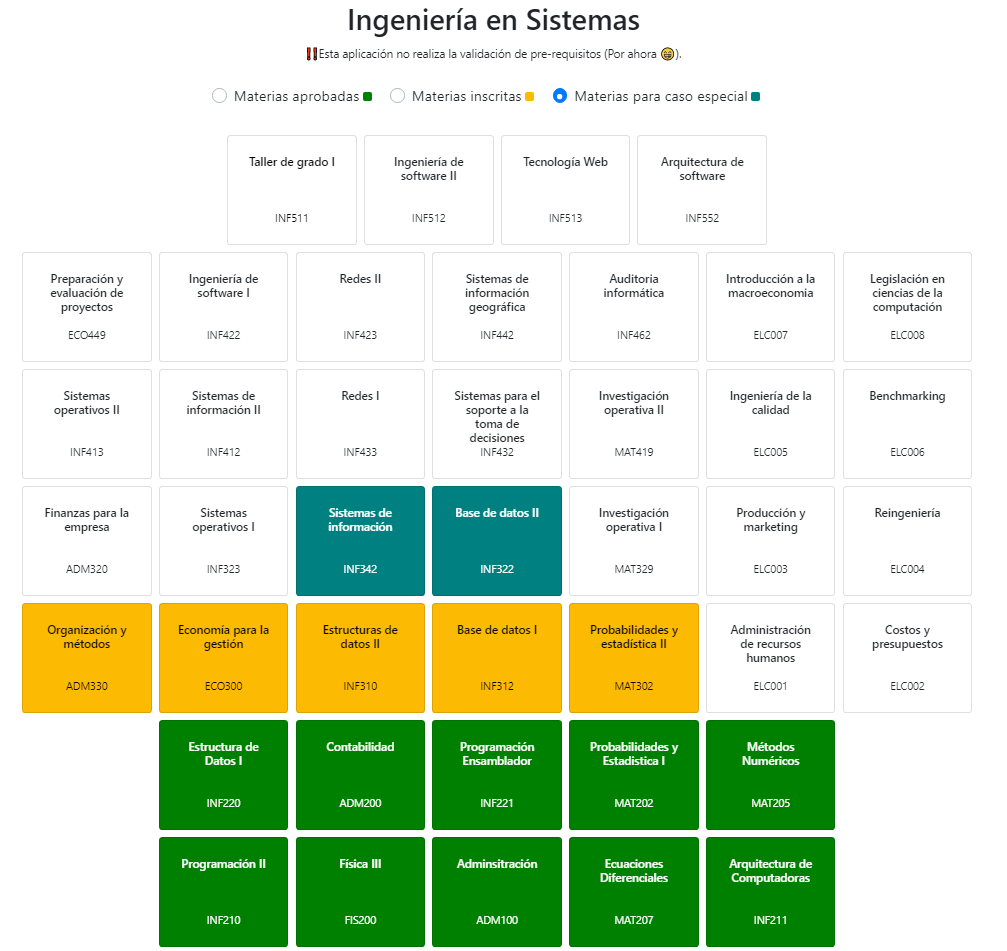 Ingeniería en Sistemas
‼️Esta aplicación no realiza la validación de pre-requisitos (Por ahora 😁).
Materias aprobadas
Materias inscritas
Materias para caso especial
Taller de grado I
INF511
Ingeniería de
software II
INF512
Tecnología Web
INF513
Arquitectura de
software
INF552
Preparación y
evaluación de
proyectos
ECO449
Ingeniería de
software I
INF422
Redes II
INF423
Sistemas de
información
geográfica
INF442
Auditoria
informática
INF462
Introducción a la
macroeconomia
ELC007
Legislación en
ciencias de la
computación
ELC008
Sistemas
operativos II
INF413
Sistemas de
información II
INF412
Redes I
INF433
Sistemas para el
soporte a la
toma de
decisiones
INF432
Investigación
operativa II
MAT419
Ingeniería de la
calidad
ELC005
Benchmarking
ELC006
Finanzas para la
empresa
ADM320
Sistemas
operativos I
INF323
Sistemas de
información
INF342
Base de datos II
INF322
Investigación
operativa I
MAT329
Producción y
marketing
ELC003
Reingeniería
ELC004
Organización y
métodos
ADM330
Economía para la
gestión
ECO300
Estructuras de
datos II
INF310
Base de datos I
INF312
Probabilidades y
estadística II
MAT302
Administración
de recursos
humanos
ELC001
Costos y
presupuestos
ELC002
Estructura de
Datos I
INF220
Contabilidad
ADM200
Programación
Ensamblador
INF221
Probabilidades y
Estadistica I
MAT202
Métodos
Numéricos
MAT205
Programación II
INF210
Física III
FIS200
Adminsitración
ADM100
Ecuaciones
Diferenciales
MAT207
Arquitectura de
Computadoras
INF211